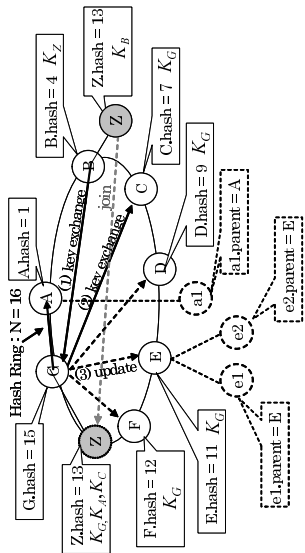 Hash Ring : N = 16
G.hash = 15
A.hash = 1
B.hash = 4 K_Z
Z.hash = 13
K_B
C.hash = 7 K_G
D.hash = 9 K_G
E.hash = 11 K_G
F.hash = 12
K_G
Z.hash = 13
K_G,K_A,K_C
G
A
B
Z
C
D
E
F
Z
(1) key exchange
(2) key exchange
(3) update
join
a1
e1
e2
a1.parent = A
e2.parent = E
e1.parent = E